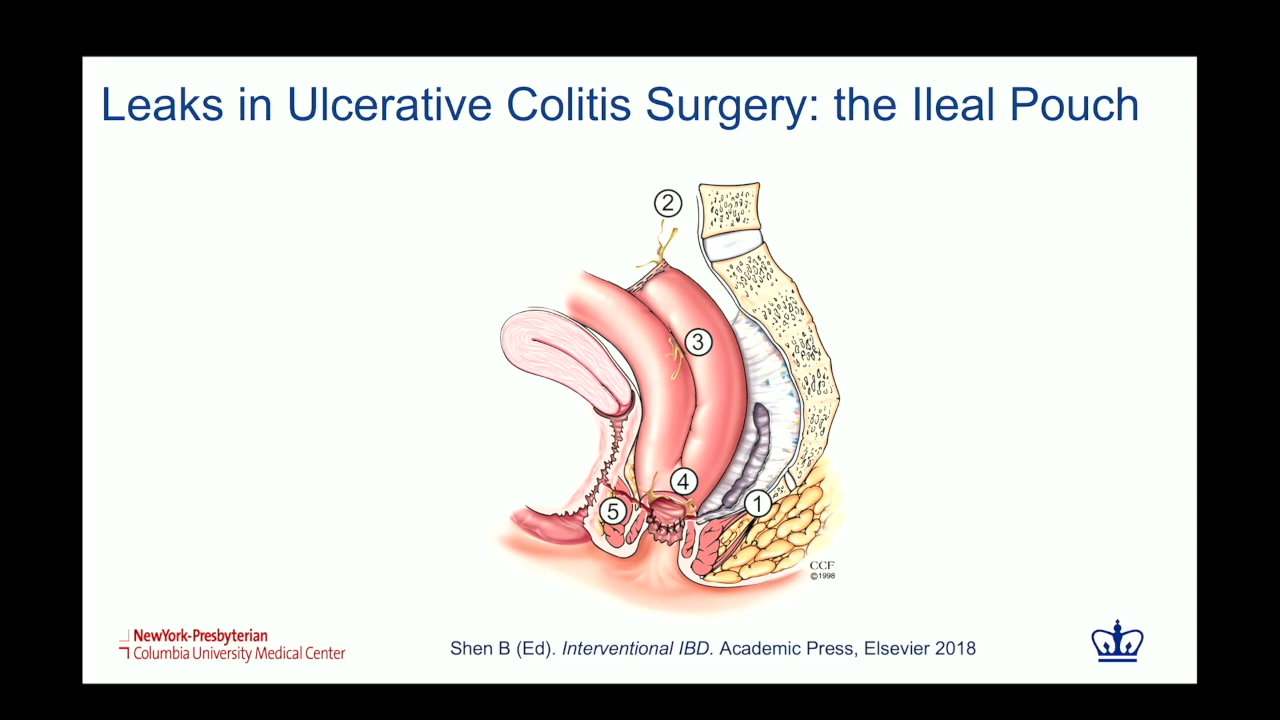 Leaks in Ulcerative Colitis Surgery: the Ileal Pouch
2
3
4
5
1
CCF
©1998
NewYork-Presbyterian
Columbia University Medical Center
Shen B (Ed). Interventional IBD. Academic Press, Elsevier 2018